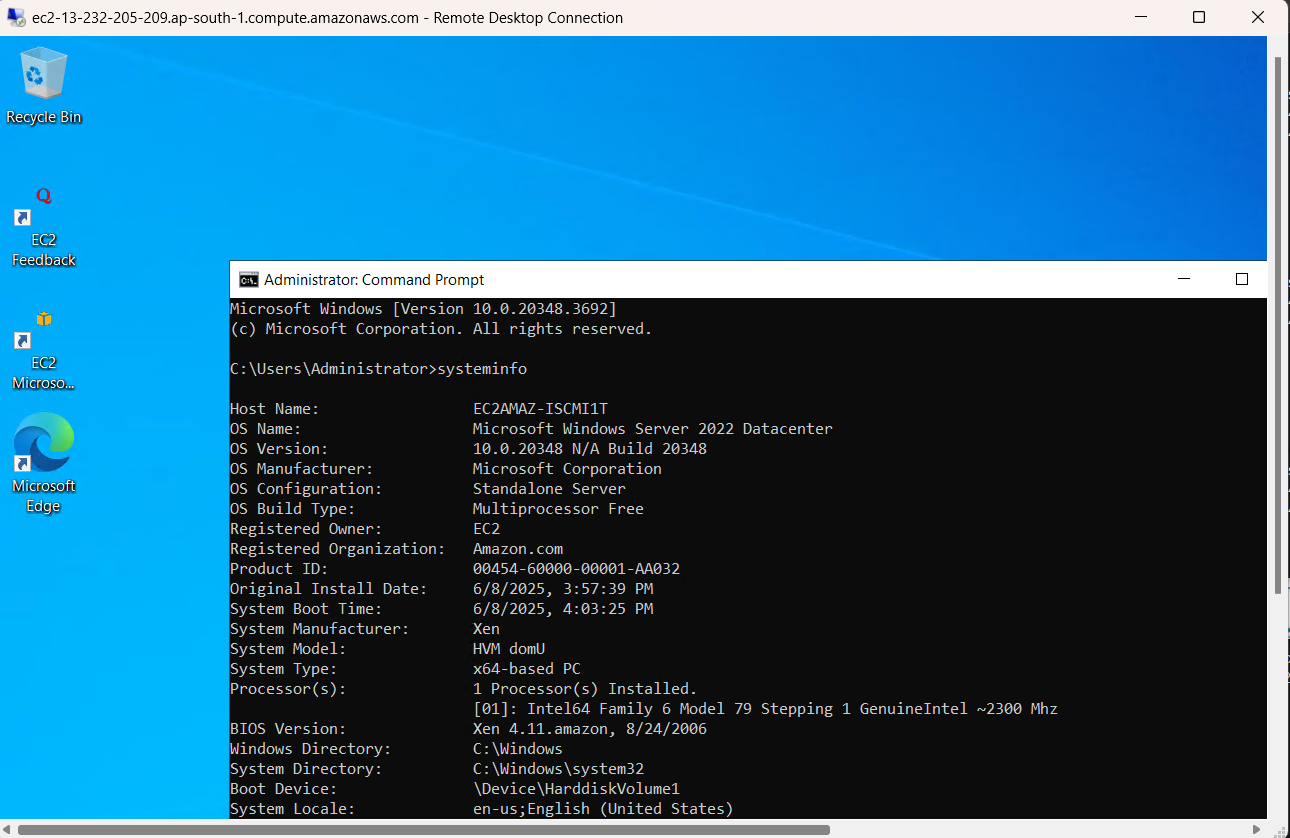 ec2-13-232-205-209.ap-south-1.compute.amazonaws.com - Remote Desktop Connection
Recycle Bin
EC2
Feedback
EC2
Microso...
Microsoft
Edge
Administrator: Command Prompt
Microsoft Windows [Version 10.0.20348.3692]
(c) Microsoft Corporation. All rights reserved.
C:\Users\Administrator>systeminfo
Host Name: EC2AMAZ-ISCMI1T
OS Name: Microsoft Windows Server 2022 Datacenter
OS Version: 10.0.20348 N/A Build 20348
OS Manufacturer: Microsoft Corporation
OS Configuration: Standalone Server
OS Build Type: Multiprocessor Free
Registered Owner: EC2
Registered Organization: Amazon.com
Product ID: 00454-60000-00001-AA032
Original Install Date: 6/8/2025, 3:57:39 PM
System Boot Time: 6/8/2025, 4:03:25 PM
System Manufacturer: Xen
System Model: HVM domU
System Type: x64-based PC
Processor(s): 1 Processor(s) Installed.
[01]: Intel64 Family 6 Model 79 Stepping 1 GenuineIntel ~2300 Mhz
BIOS Version: Xen 4.11.amazon, 8/24/2006
Windows Directory: C:\Windows
System Directory: C:\Windows\system32
Boot Device: \Device\HarddiskVolume1
System Locale: en-us;English (United States)